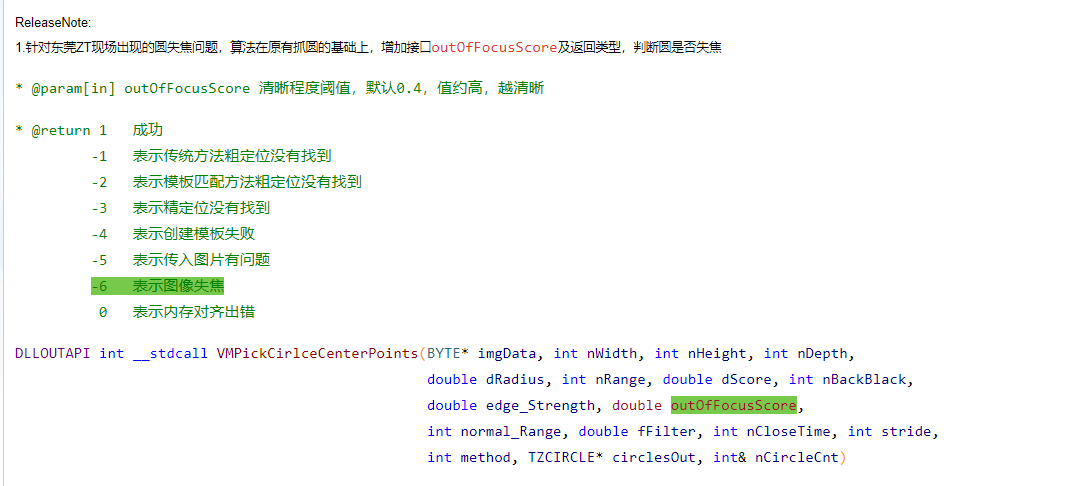 ReleaseNote:
1.针对东莞ZT现场出现的圆失焦问题，算法在原有抓圆的基础上，增加接口outOfFocusScore及返回类型，判断圆是否失焦
* @param[in] outOfFocusScore 清晰程度阈值，默认0.4，值约高，越清晰
* @return 1 成功
-1 表示传统方法粗定位没有找到
-2 表示模板匹配方法粗定位没有找到
-3 表示精定位没有找到
-4 表示创建模板失败
-5 表示传入图片有问题
-6 表示图像失焦
0 表示内存对齐出错
DLLOUTAPI int __stdcall VMPickCirlceCenterPoints(BYTE* imgData, int nWidth, int nHeight, int nDepth,
double dRadius, int nRange, double dScore, int nBackBlack,
double edge_Strength, double outOfFocusScore,
int normal_Range, double fFilter, int nCloseTime, int stride,
int method, TZCIRCLE* circlesOut, int& nCircleCnt)